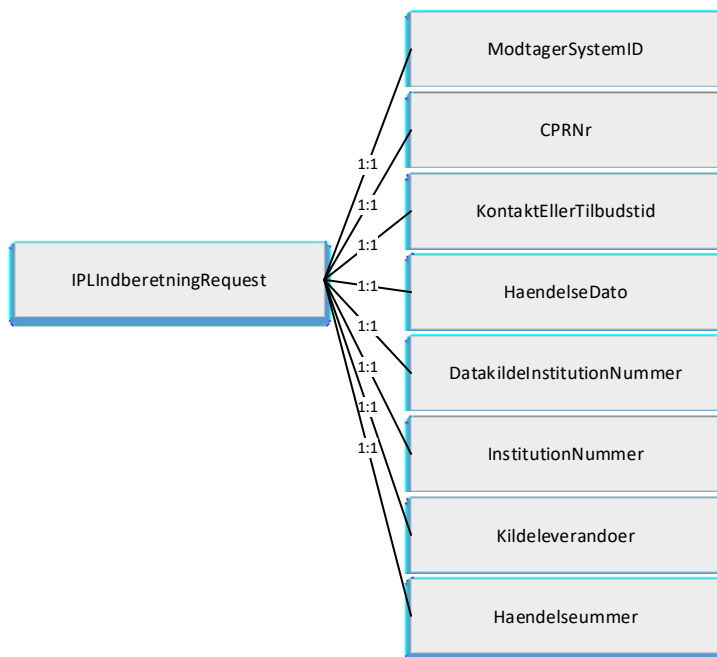 ModtagerSystemID
1:1
CPRNr
1:1
KontaktEllerTilbudstid
1:1
IPLIndberetningRequest
HaendelseDato
1:1
1:1
DatakildeInstitutionNummer
1:1
1:1
InstitutionNummer
1:1
Kildeleverandoer
Haendelseummer